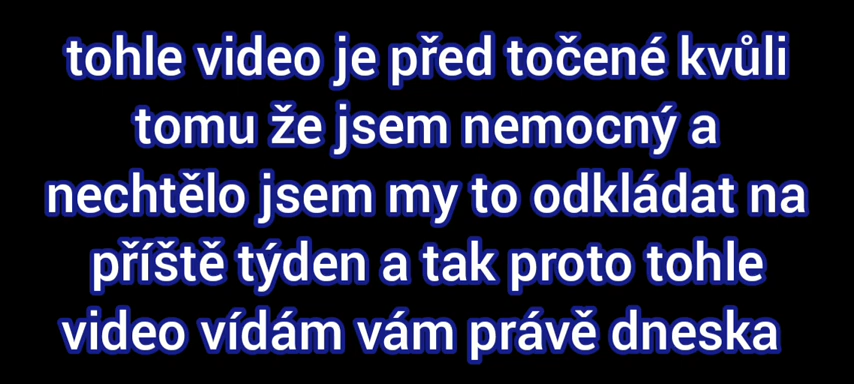 tohle video je před točené kvůli
tomu že jsem nemocný a
nechtělo jsem my to odkládat na
příště týden a tak proto tohle
video vídám vám právě dneska